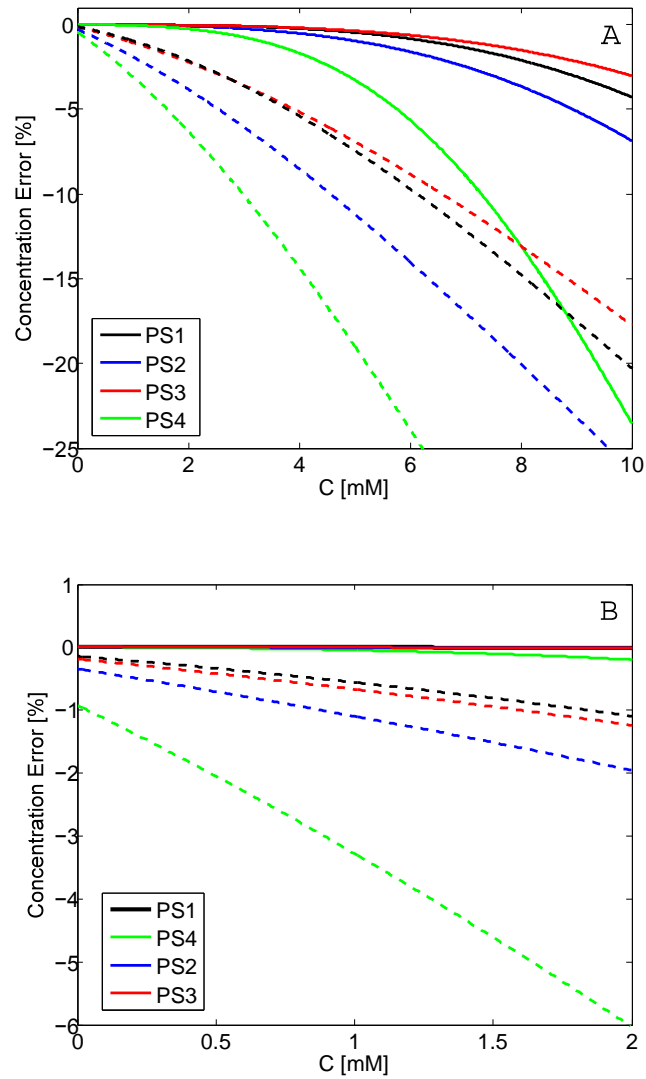 A
0
−5
−10
−15
−20
−25
Concentration Error [%]
PS1
PS2
PS3
PS4
0 2 4 6 8 10
C [mM]
B
1
0
−1
−2
−3
−4
−5
−6
Concentration Error [%]
PS1
PS4
PS2
PS3
0 0.5 1 1.5 2
C [mM]